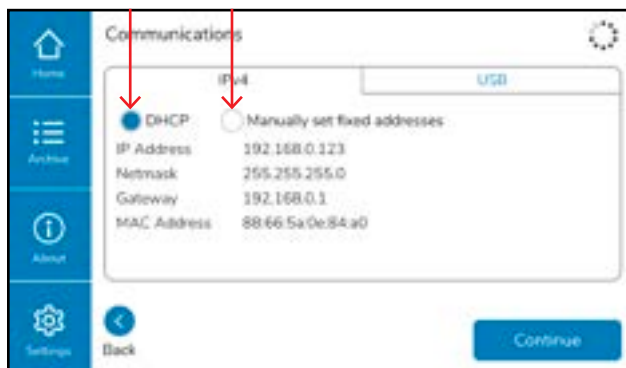 Communications
Home
IPv4
USB
DHCP
Manually set fixed addresses
IP Address 192.168.0.123
Netmask 255.255.255.0
Gateway 192.168.0.1
MAC Address 88:66:5a:0e:84:a0
Archive
About
Settings
Back
Continue